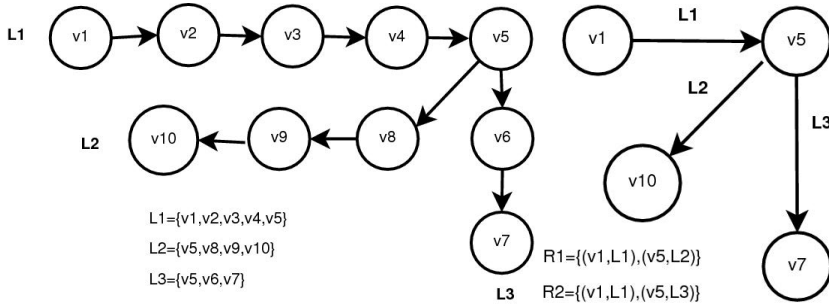 L1
v1
v2
v3
v4
v5
L2
v10
v9
v8
v6
v7
L3
L1={v1,v2,v3,v4,v5}
L2={v5,v8,v9,v10}
L3={v5,v6,v7}
v1
L1
v5
L2
L3
v10
v7
R1={(v1,L1),(v5,L2)}
R2={(v1,L1),(v5,L3)}